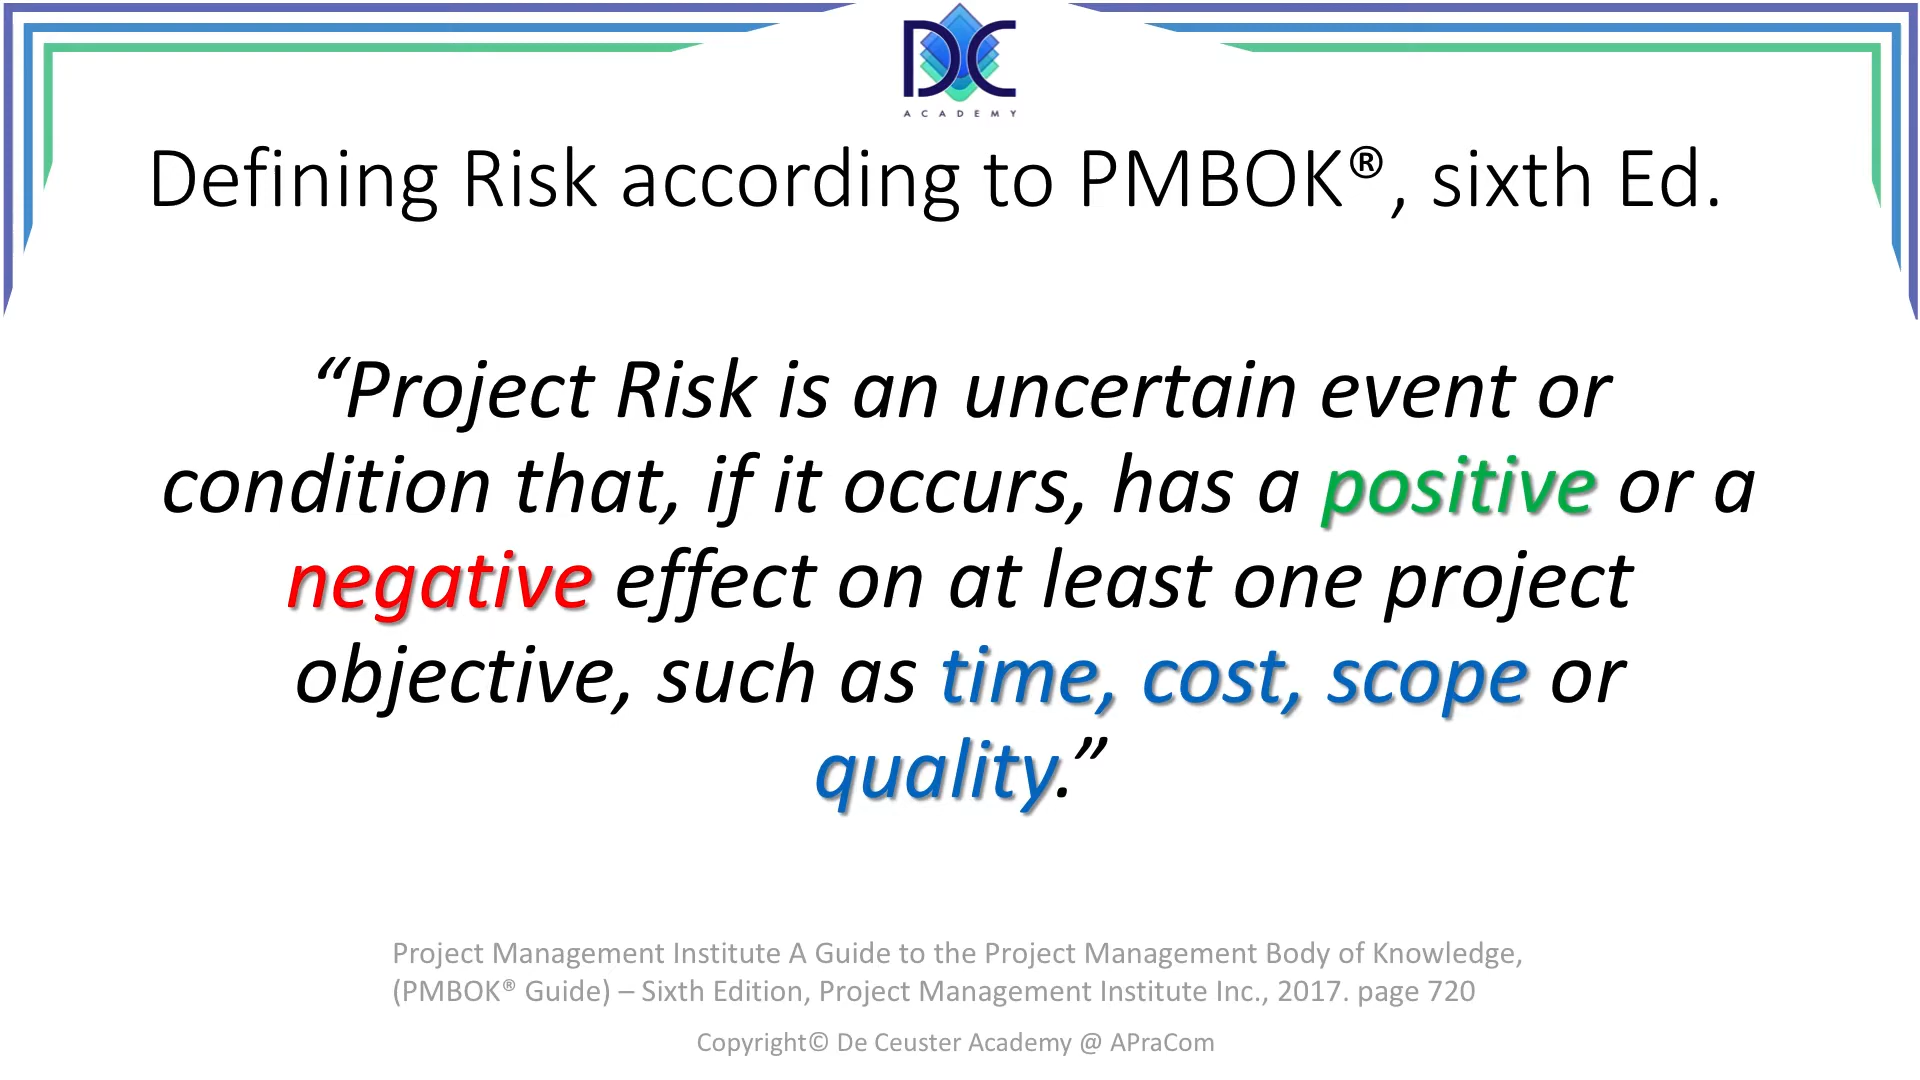 DC
ACADEMY
Defining Risk according to PMBOK®, sixth Ed.
“Project Risk is an uncertain event or
condition that, if it occurs, has a positive or a
negative effect on at least one project
objective, such as time, cost, scope or
quality.”
Project Management Institute A Guide to the Project Management Body of Knowledge,
(PMBOK® Guide) – Sixth Edition, Project Management Institute Inc., 2017. page 720
Copyright© De Ceuster Academy @ APraCom